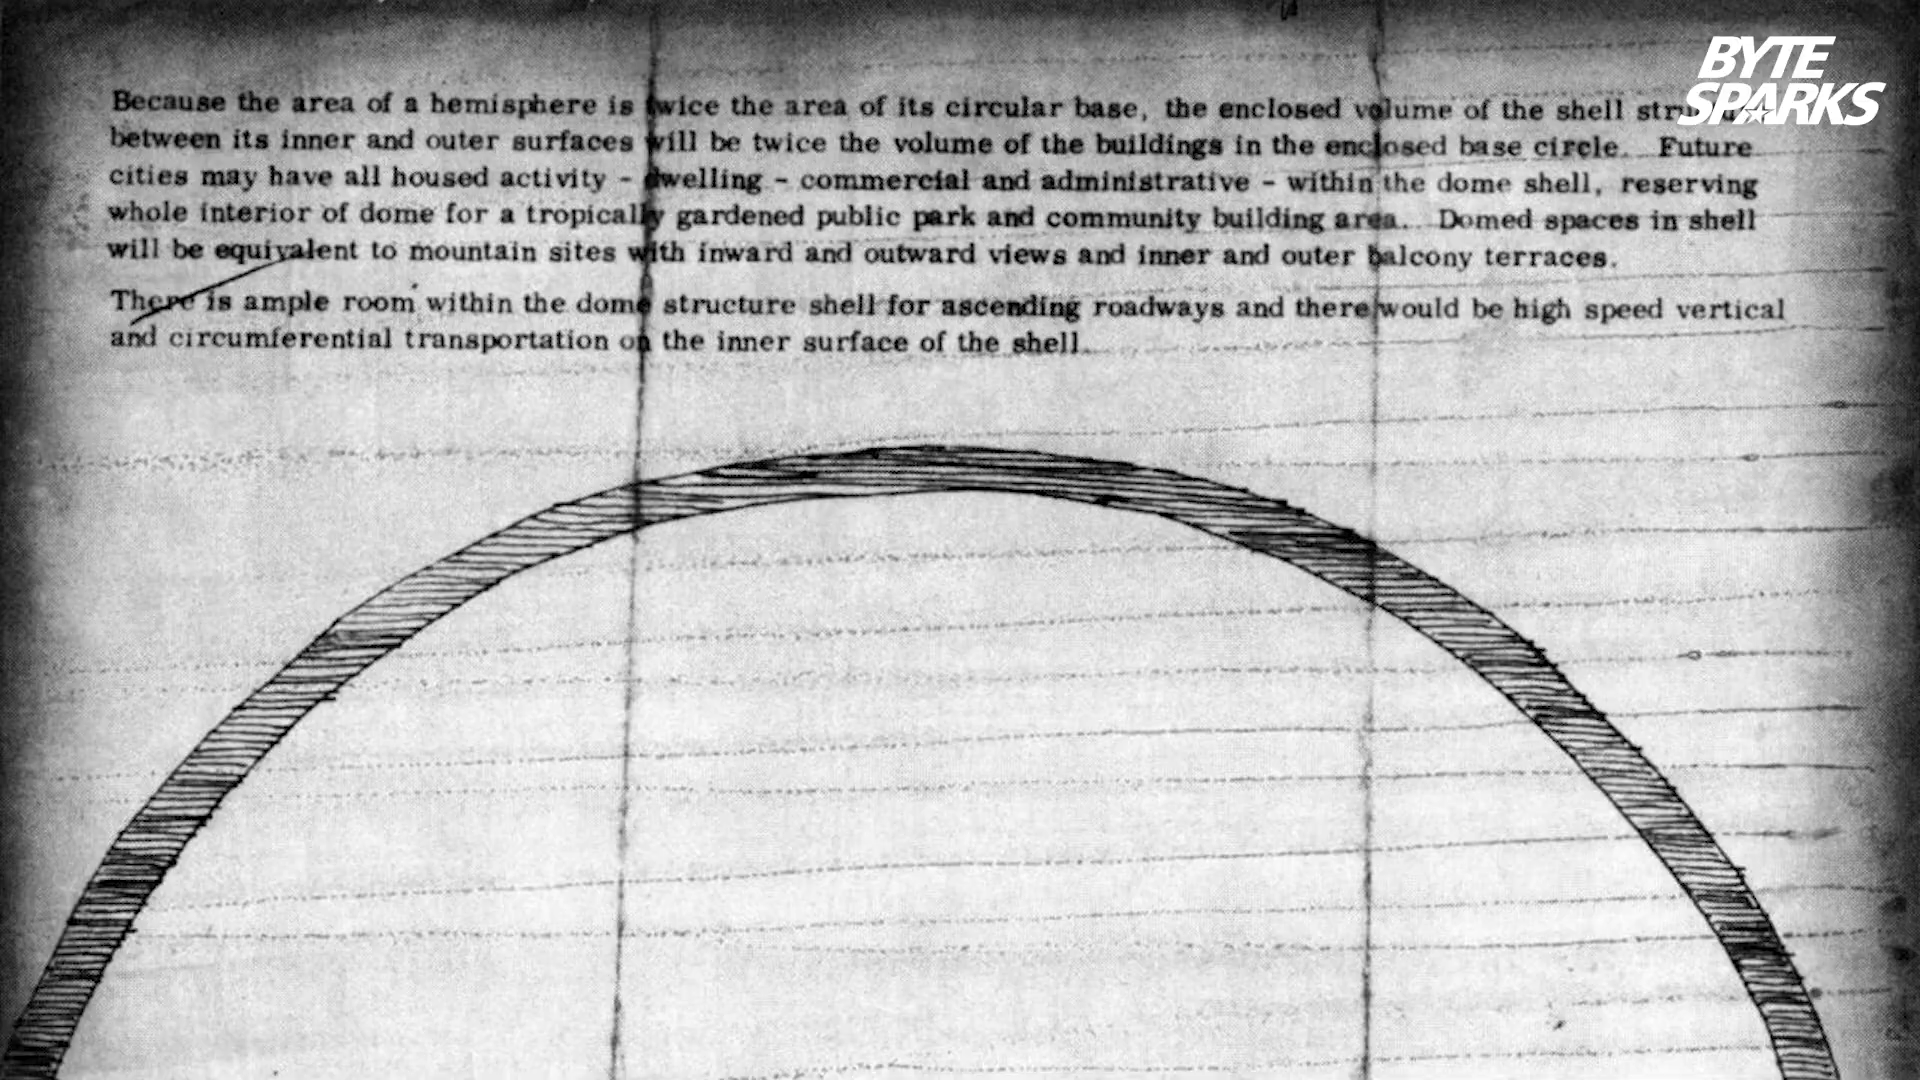 Because the area of a hemisphere is twice the area of its circular base, the enclosed volume of the shell
between its inner and outer surfaces will be twice the volume of the buildings in the enclosed base circle. Future
cities may have all housed activity - dwelling - commercial and administrative - within the dome shell, reserving
whole interior of dome for a tropically gardened public park and community building area. Domed spaces in shell
will be equivalent to mountain sites with inward and outward views and inner and outer balcony terraces.
There is ample room within the dome structure shell for ascending roadways and there would be high speed vertical
and circumferential transportation on the inner surface of the shell.
BYTE
SPARKS